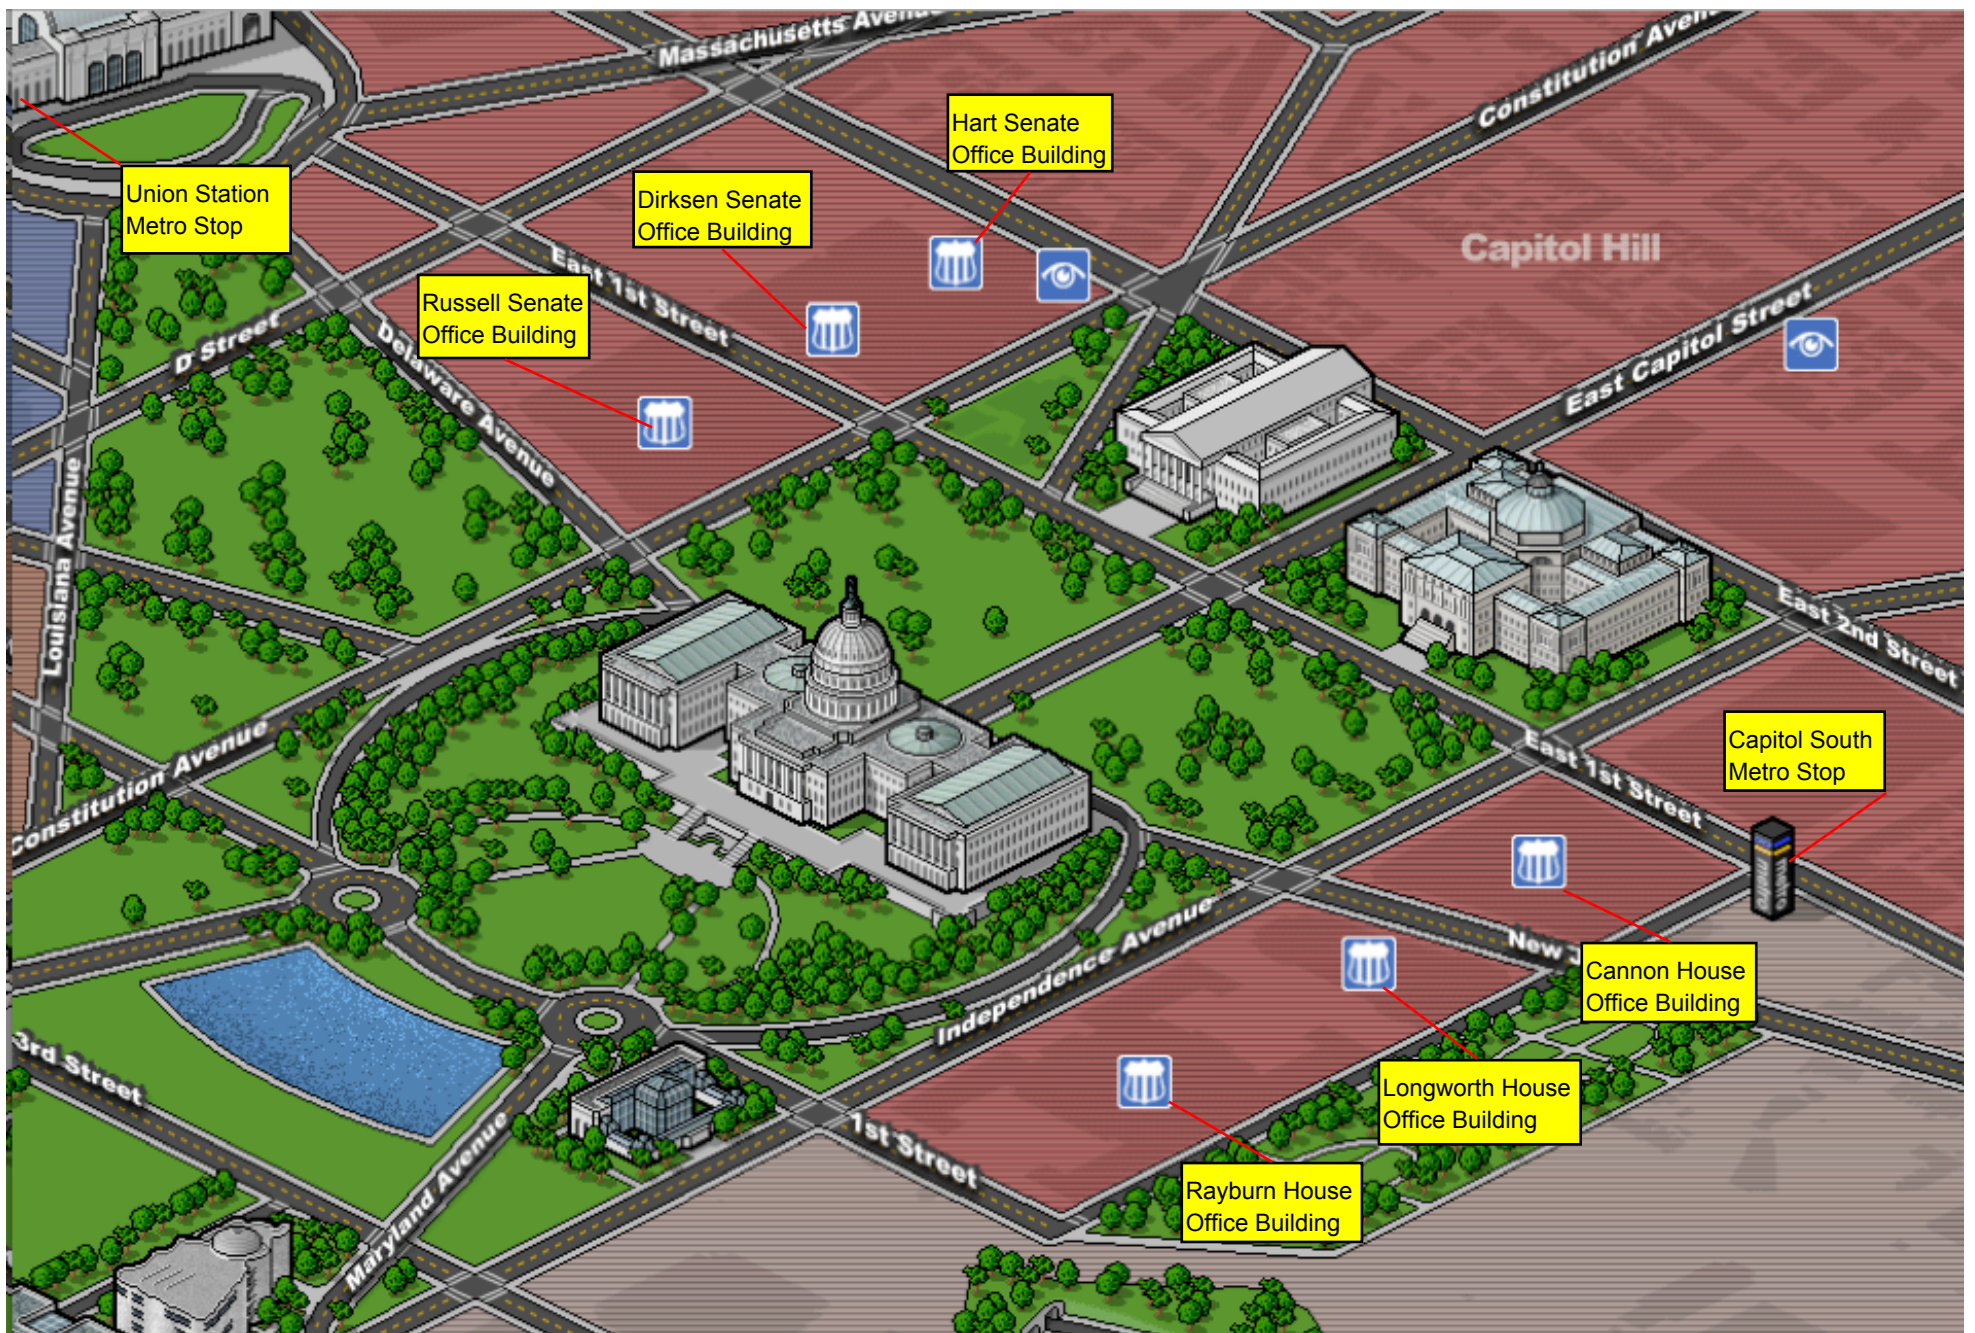 Massachusetts Avenue
Constitution Aven
Hart Senate
Office Building
Union Station
Metro Stop
Dirksen Senate
Office Building
Capitol Hill
East 1st Street
Russell Senate
Office Building
D Street
Delaware Avenue
East Capitol Street
Louisiana Avenue
East 2nd Street
Constitution Avenue
East 1st Street
Capitol South
Metro Stop
Independence Avenue
New J
Cannon House
Office Building
3rd Street
Longworth House
Office Building
1st Street
Maryland Avenue
Rayburn House
Office Building